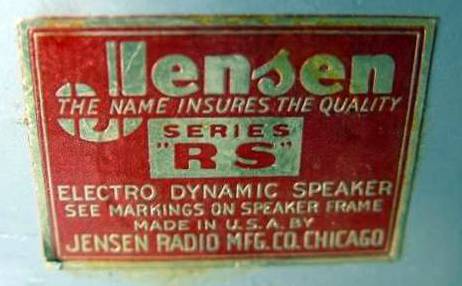 Jensen
THE NAME INSURES THE QUALITY
SERIES
"RS"
ELECTRO DYNAMIC SPEAKER
SEE MARKINGS ON SPEAKER FRAME
MADE IN U.S.A. BY
JENSEN RADIO MFG. CO. CHICAGO